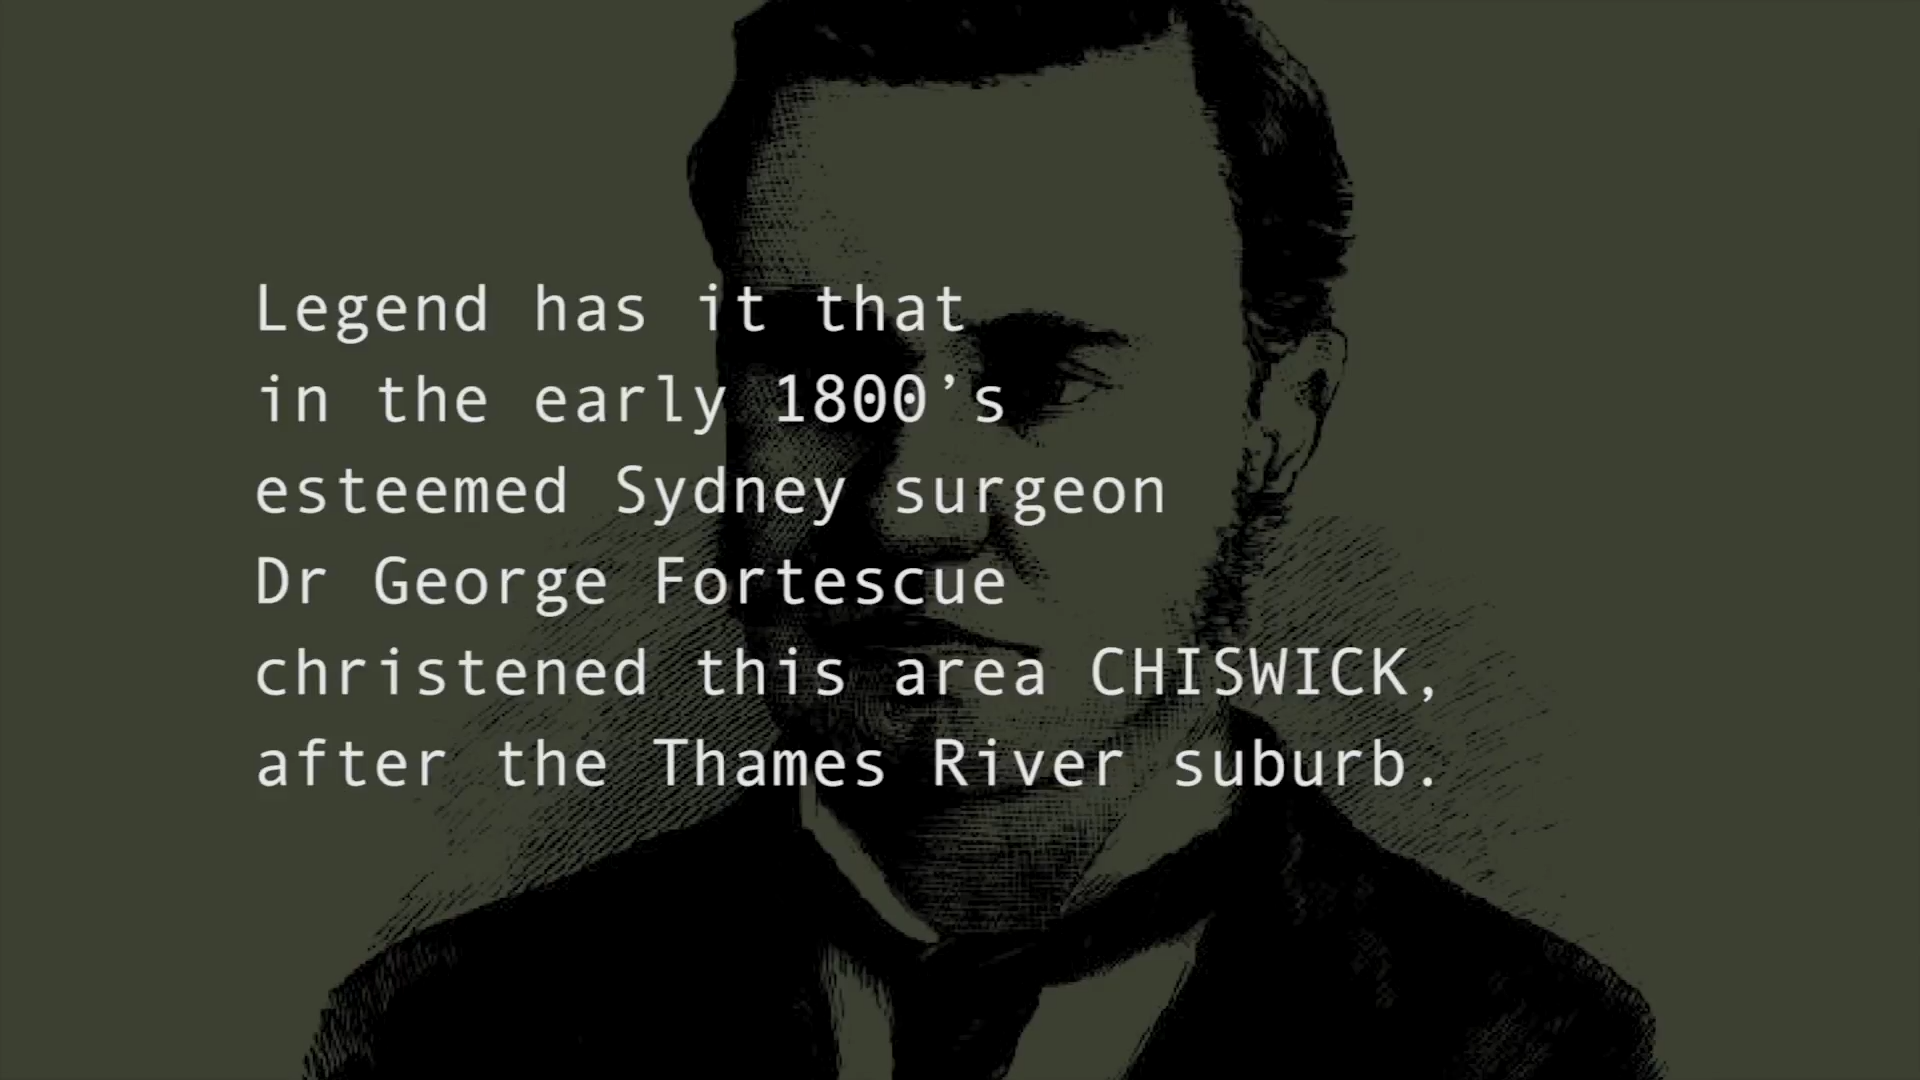 Legend has it that
in the early 1800’s
esteemed Sydney surgeon
Dr George Fortescue
christened this area CHISWICK,
after the Thames River suburb.